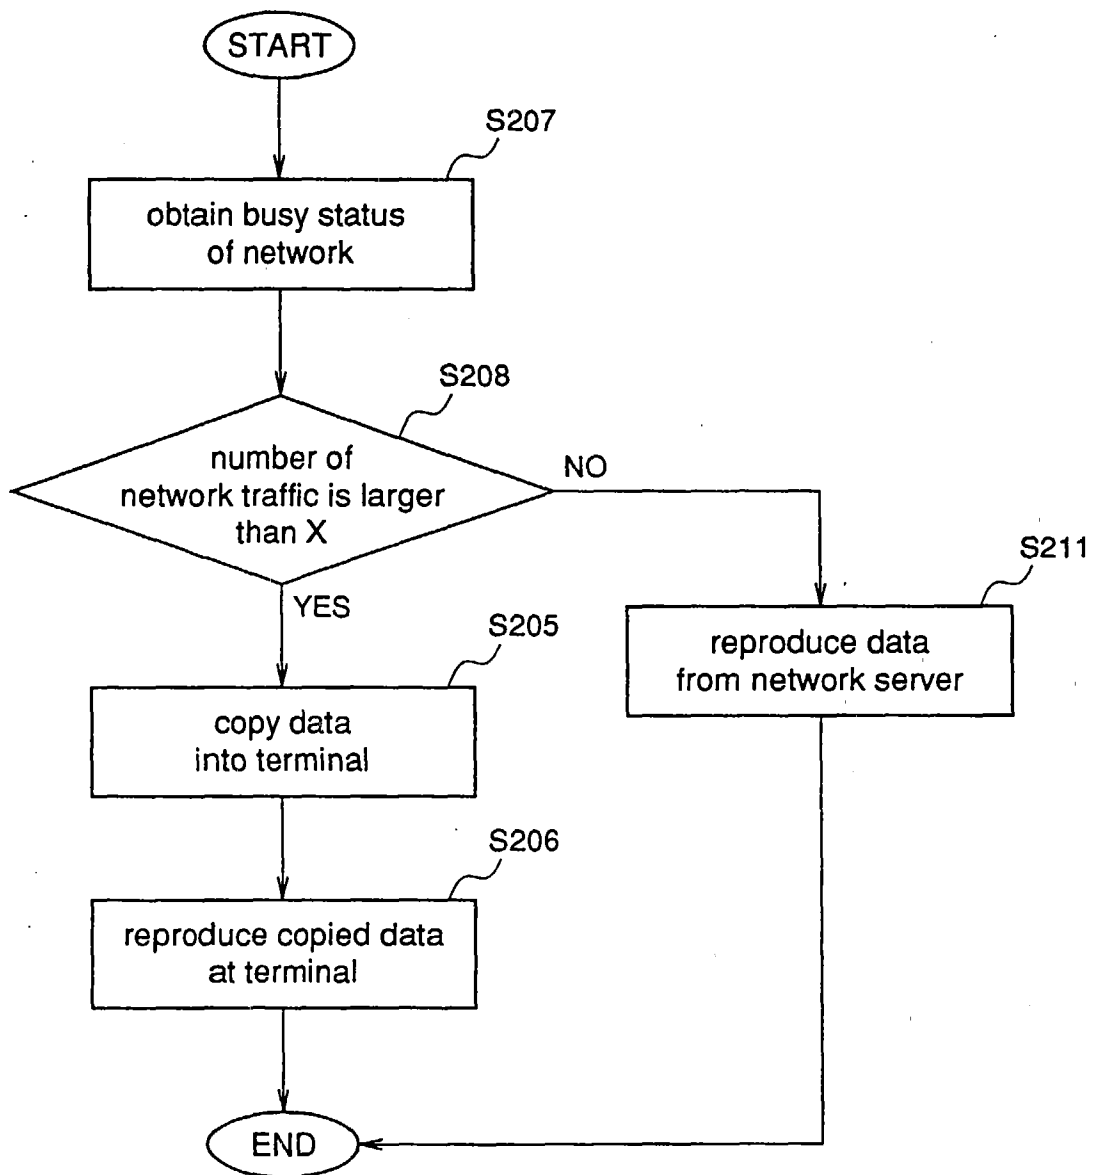 START
S207
obtain busy status
of network
S208
number of
network traffic is larger
than X
NO
YES
S211
reproduce data
from network server
S205
copy data
into terminal
S206
reproduce copied data
at terminal
END